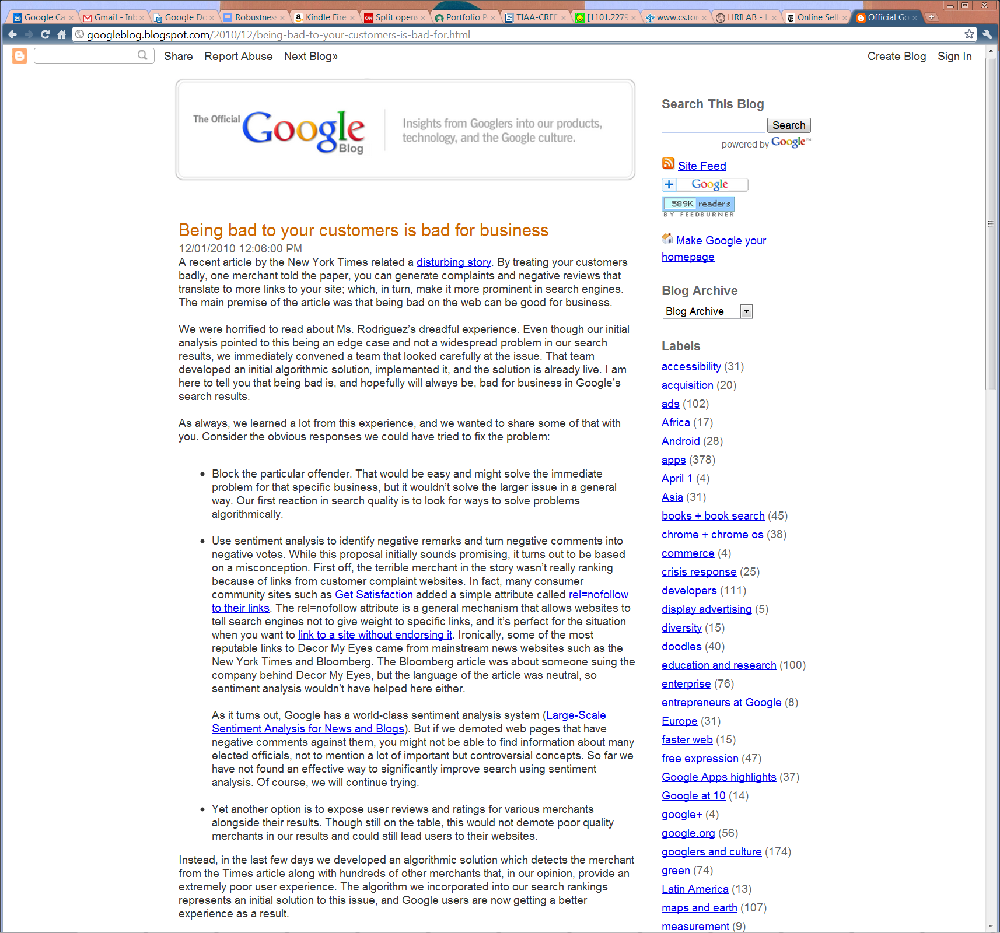 Google Ca
Gmail - Inb
Google Do
Robustness
Kindle Fire
CNN Split opens
Portfolio P
TIAA-CREF
[1101.2279
www.cs.tor
HRILAB - H
Online Sell
Official Go
googleblog.blogspot.com/2010/12/being-bad-to-your-customers-is-bad-for.html
Share Report Abuse Next Blog» Create Blog Sign In
The Official Google Blog
Insights from Googlers into our products,
technology, and the Google culture.
Being bad to your customers is bad for business
12/01/2010 12:06:00 PM
A recent article by the New York Times related a disturbing story. By treating your customers
badly, one merchant told the paper, you can generate complaints and negative reviews that
translate to more links to your site; which, in turn, make it more prominent in search engines.
The main premise of the article was that being bad on the web can be good for business.
We were horrified to read about Ms. Rodriguez’s dreadful experience. Even though our initial
analysis pointed to this being an edge case and not a widespread problem in our search
results, we immediately convened a team that looked carefully at the issue. That team
developed an initial algorithmic solution, implemented it, and the solution is already live. I am
here to tell you that being bad is, and hopefully will always be, bad for business in Google’s
search results.
As always, we learned a lot from this experience, and we wanted to share some of that with
you. Consider the obvious responses we could have tried to fix the problem:
• Block the particular offender. That would be easy and might solve the immediate
problem for that specific business, but it wouldn’t solve the larger issue in a general
way. Our first reaction in search quality is to look for ways to solve problems
algorithmically.
• Use sentiment analysis to identify negative remarks and turn negative comments into
negative votes. While this proposal initially sounds promising, it turns out to be based
on a misconception. First off, the terrible merchant in the story wasn’t really ranking
because of links from customer complaint websites. In fact, many consumer
community sites such as Get Satisfaction added a simple attribute called rel=nofollow
to their links. The rel=nofollow attribute is a general mechanism that allows websites to
tell search engines not to give weight to specific links, and it’s perfect for the situation
when you want to link to a site without endorsing it. Ironically, some of the most
reputable links to Decor My Eyes came from mainstream news websites such as the
New York Times and Bloomberg. The Bloomberg article was about someone suing the
company behind Decor My Eyes, but the language of the article was neutral, so
sentiment analysis wouldn’t have helped here either.
As it turns out, Google has a world-class sentiment analysis system (Large-Scale
Sentiment Analysis for News and Blogs). But if we demoted web pages that have
negative comments against them, you might not be able to find information about many
elected officials, not to mention a lot of important but controversial concepts. So far we
have not found an effective way to significantly improve search using sentiment
analysis. Of course, we will continue trying.
• Yet another option is to expose user reviews and ratings for various merchants
alongside their results. Though still on the table, this would not demote poor quality
merchants in our results and could still lead users to their websites.
Instead, in the last few days we developed an algorithmic solution which detects the merchant
from the Times article along with hundreds of other merchants that, in our opinion, provide an
extremely poor user experience. The algorithm we incorporated into our search rankings
represents an initial solution to this issue, and Google users are now getting a better
experience as a result.
Search This Blog
Search
powered by Google™
Site Feed
+ Google
589K readers
BY FEEDBURNER
Make Google your
homepage
Blog Archive
Blog Archive
Labels
accessibility (31)
acquisition (20)
ads (102)
Africa (17)
Android (28)
apps (378)
April 1 (4)
Asia (31)
books + book search (45)
chrome + chrome os (38)
commerce (4)
crisis response (25)
developers (111)
display advertising (5)
diversity (15)
doodles (40)
education and research (100)
enterprise (76)
entrepreneurs at Google (8)
Europe (31)
faster web (15)
free expression (47)
Google Apps highlights (37)
Google at 10 (14)
google+ (4)
google.org (56)
googlers and culture (174)
green (74)
Latin America (13)
maps and earth (107)
measurement (9)